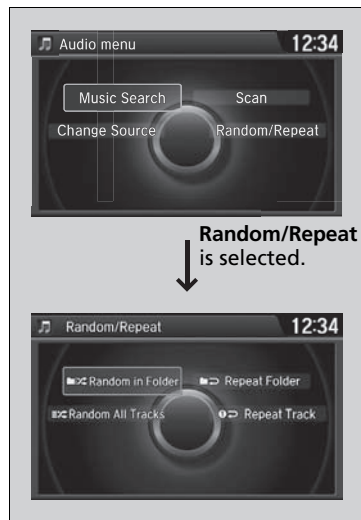 Audio menu 12:34
Music Search Scan
Change Source Random/Repeat
Random/Repeat
is selected.
Random/Repeat 12:34
Random in Folder Repeat Folder
Random All Tracks Repeat Track